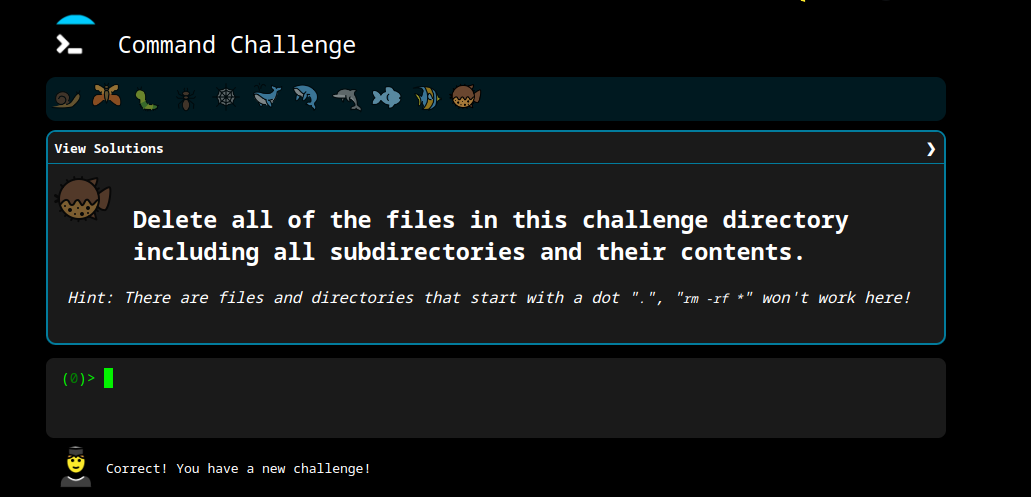 Command Challenge
View Solutions
Delete all of the files in this challenge directory
including all subdirectories and their contents.
Hint: There are files and directories that start with a dot ".", "rm -rf *" won't work here!
(0)>
Correct! You have a new challenge!